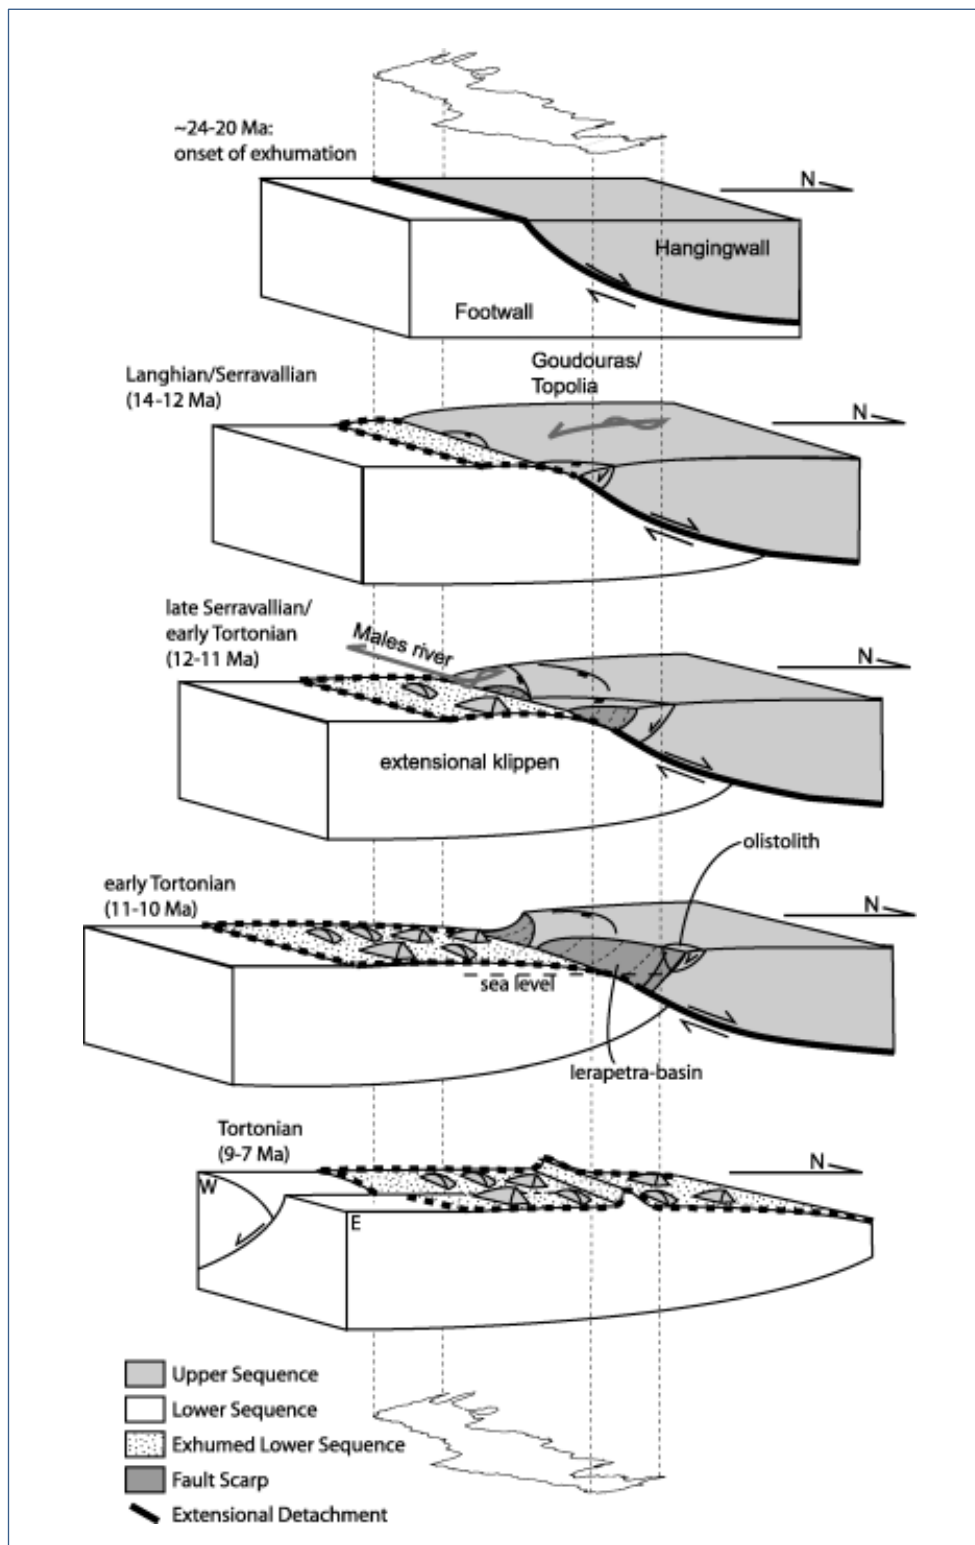 ~24-20 Ma:
onset of exhumation
N
Hangingwall
Footwall
Langhian/Serravallian
(14-12 Ma)
Goudouras/
Topolia
N
late Serravallian/
early Tortonian
(12-11 Ma)
Males river
N
extensional klippen
olistolith
early Tortonian
(11-10 Ma)
N
sea level
Ierapetra-basin
Tortonian
(9-7 Ma)
N
W
E
Upper Sequence
Lower Sequence
Exhumed Lower Sequence
Fault Scarp
Extensional Detachment